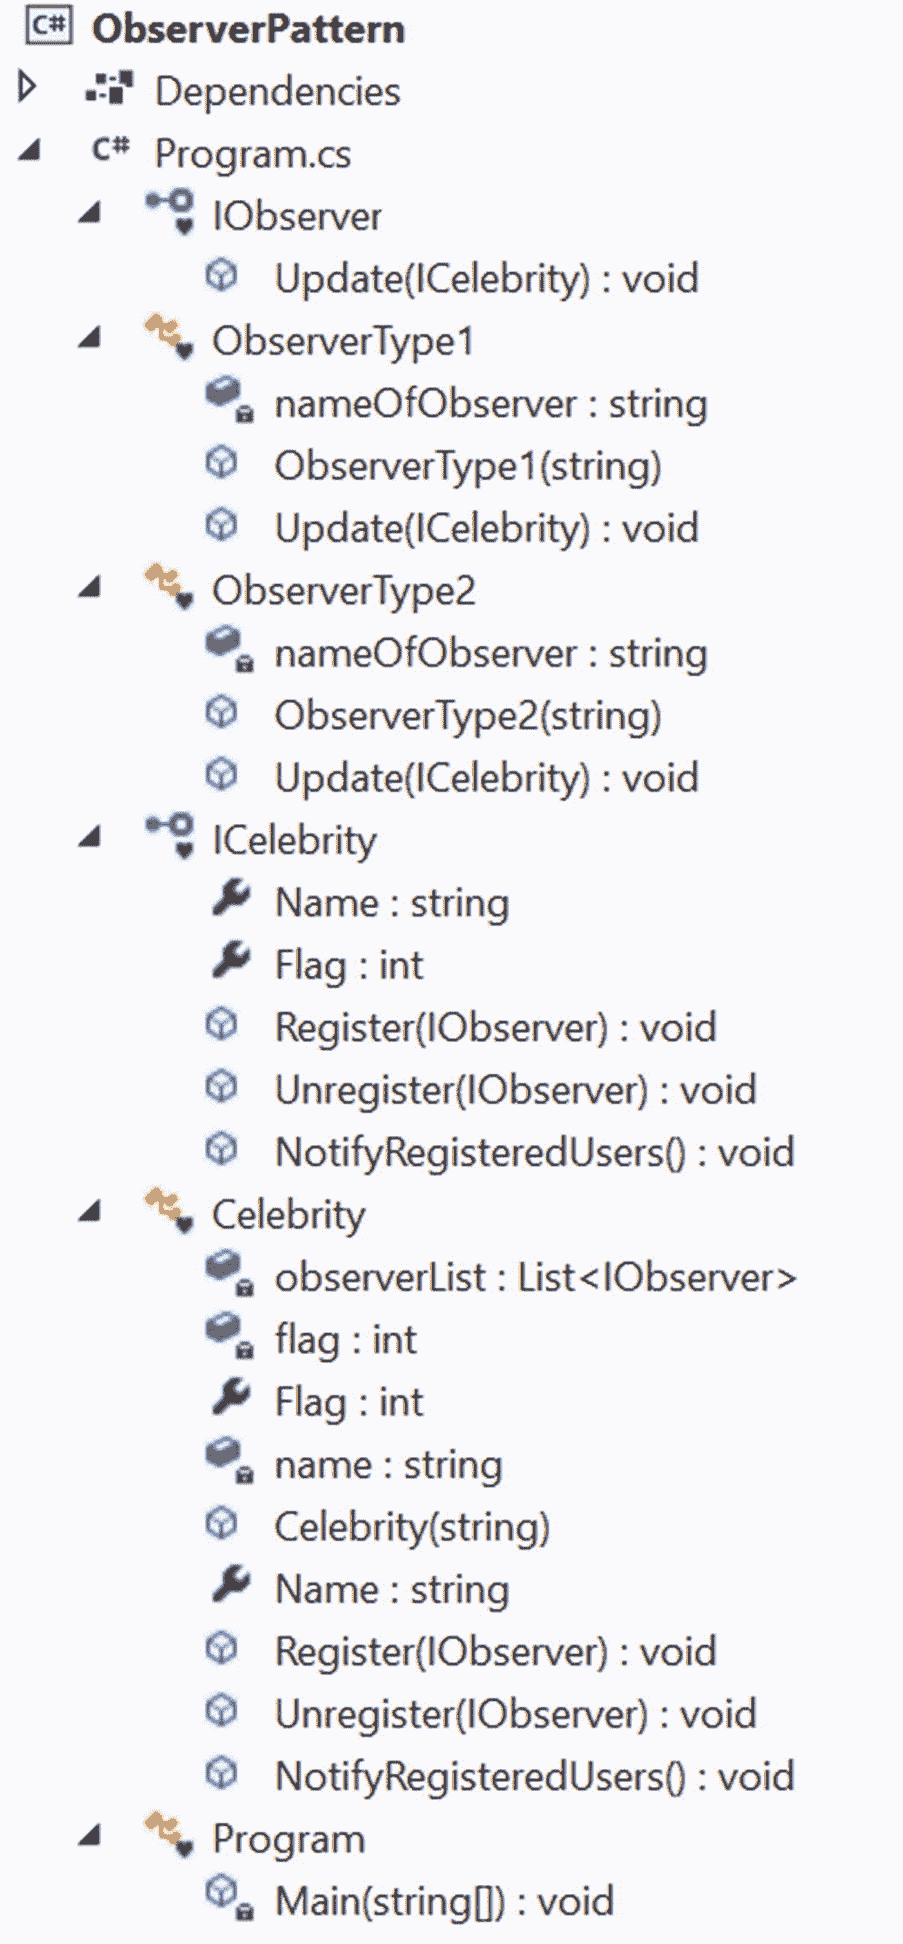 C# ObserverPattern
Dependencies
C# Program.cs
IObserver
Update(ICelebrity) : void
ObserverType1
nameOfObserver : string
ObserverType1(string)
Update(ICelebrity) : void
ObserverType2
nameOfObserver : string
ObserverType2(string)
Update(ICelebrity) : void
ICelebrity
Name : string
Flag : int
Register(IObserver) : void
Unregister(IObserver) : void
NotifyRegisteredUsers() : void
Celebrity
observerList : List<IObserver>
flag : int
Flag : int
name : string
Celebrity(string)
Name : string
Register(IObserver) : void
Unregister(IObserver) : void
NotifyRegisteredUsers() : void
Program
Main(string[]) : void